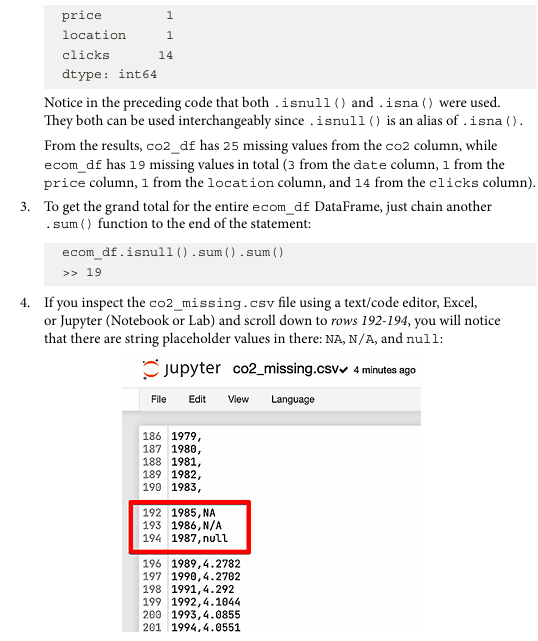 price 1
location 1
clicks 14
dtype: int64
Notice in the preceding code that both .isnull() and .isna() were used.
They both can be used interchangeably since .isnull() is an alias of .isna().
From the results, co2_df has 25 missing values from the co2 column, while
ecom_df has 19 missing values in total (3 from the date column, 1 from the
price column, 1 from the location column, and 14 from the clicks column).
3. To get the grand total for the entire ecom_df DataFrame, just chain another
.sum() function to the end of the statement:
ecom_df.isnull().sum().sum()
>> 19
4. If you inspect the co2_missing.csv file using a text/code editor, Excel,
or Jupyter (Notebook or Lab) and scroll down to rows 192-194, you will notice
that there are string placeholder values in there: NA, N/A, and null:
jupyter co2_missing.csv✔ 4 minutes ago
File Edit View Language
186 1979,
187 1980,
188 1981,
189 1982,
190 1983,
192 1985,NA
193 1986,N/A
194 1987,null
196 1989,4.2782
197 1990,4.2702
198 1991,4.292
199 1992,4.1044
200 1993,4.0855
201 1994,4.0551